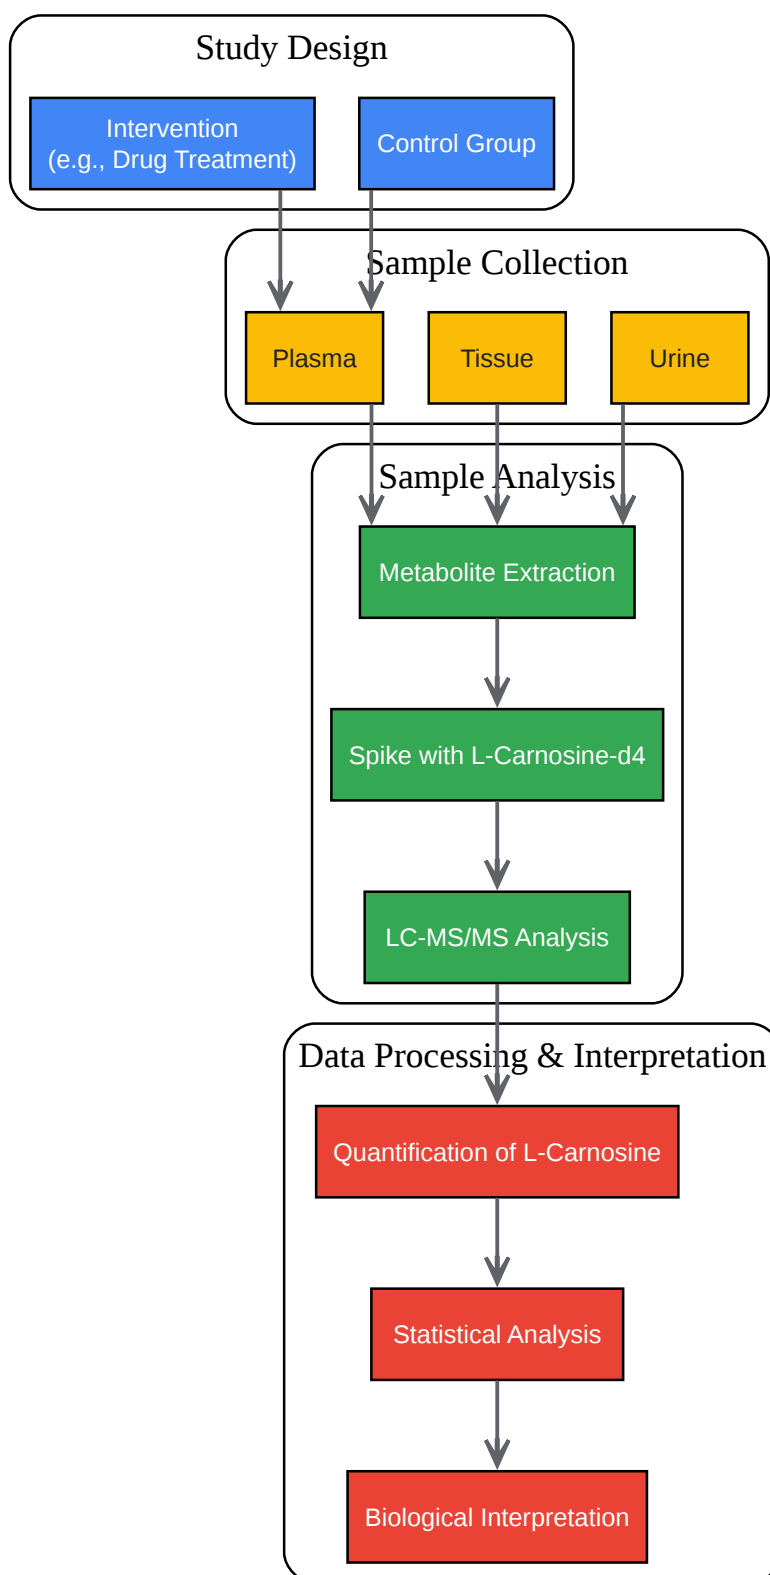 Study Design
Intervention
(e.g., Drug Treatment)
Control Group
Sample Collection
Plasma
Tissue
Urine
Sample Analysis
Metabolite Extraction
Spike with L-Carnosine-d4
LC-MS/MS Analysis
Data Processing & Interpretation
Quantification of L-Carnosine
Statistical Analysis
Biological Interpretation